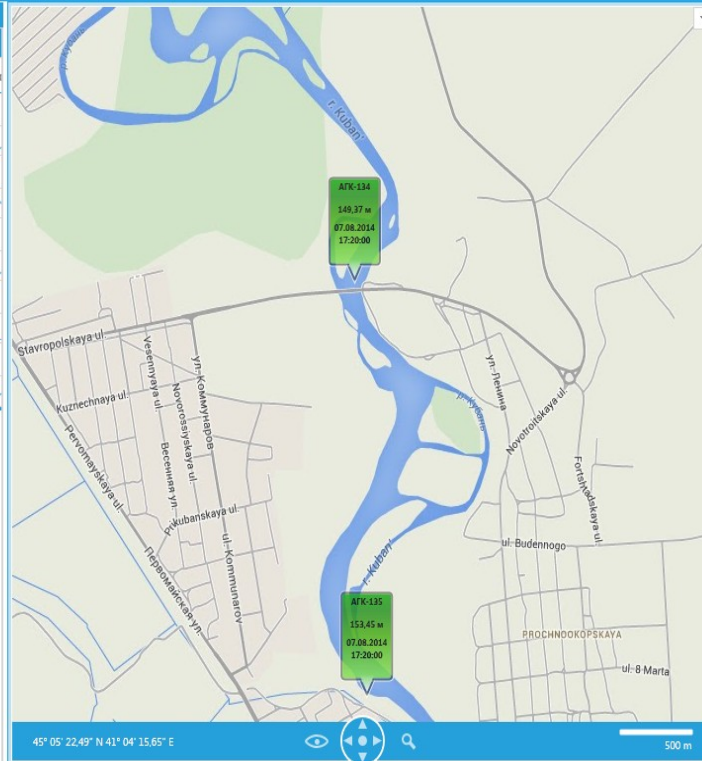 р. Кубань
r. Kuban'
АГК-134
149,37 м
07.08.2014
17:20:00
Stavropolskaya ul.
Vesennyaya ul.
ул. Коммунаров
Kuznechnaya ul.
Novorossiyskaya ul.
ул. Ленина
р. Кубань
Novotroitskaya ul.
Pervomayskaya ul.
Весенняя ул.
Prikubanskaya ul.
Fortshtadskaya ul.
ul. Budennogo
r. Kuban'
ul. Kommunarov
Первомайская ул.
АГК-135
153,45 м
07.08.2014
17:20:00
PROCHNOOKOPSKAYA
ul. 8 Marta
45° 05' 22,49" N 41° 04' 15,65" E
500 m